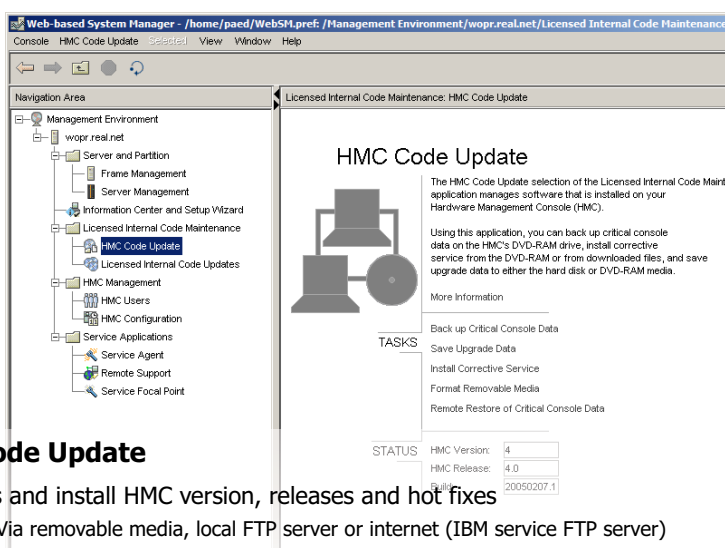 Web-based System Manager - /home/paed/WebSM.pref: /Management Environment/wopr.real.net/Licensed Internal Code Maintenance
Console HMC Code Update Selected View Window Help
Navigation Area
Licensed Internal Code Maintenance: HMC Code Update
Management Environment
wopr.real.net
Server and Partition
Frame Management
Server Management
Information Center and Setup Wizard
Licensed Internal Code Maintenance
HMC Code Update
Licensed Internal Code Updates
HMC Management
HMC Users
HMC Configuration
Service Applications
Service Agent
Remote Support
Service Focal Point
HMC Code Update
The HMC Code Update selection of the Licensed Internal Code Maint
application manages software that is installed on your
Hardware Management Console (HMC).
Using this application, you can back up critical console
data on the HMC's DVD-RAM drive, install corrective
service from the DVD-RAM or from downloaded files, and save
upgrade data to either the hard disk or DVD-RAM media.
More Information
TASKS
Back up Critical Console Data
Save Upgrade Data
Install Corrective Service
Format Removable Media
Remote Restore of Critical Console Data
STATUS
HMC Version: 4
HMC Release: 4.0
Build: 20050207.1
ode Update
s and install HMC version, releases and hot fixes
Via removable media, local FTP server or internet (IBM service FTP server)